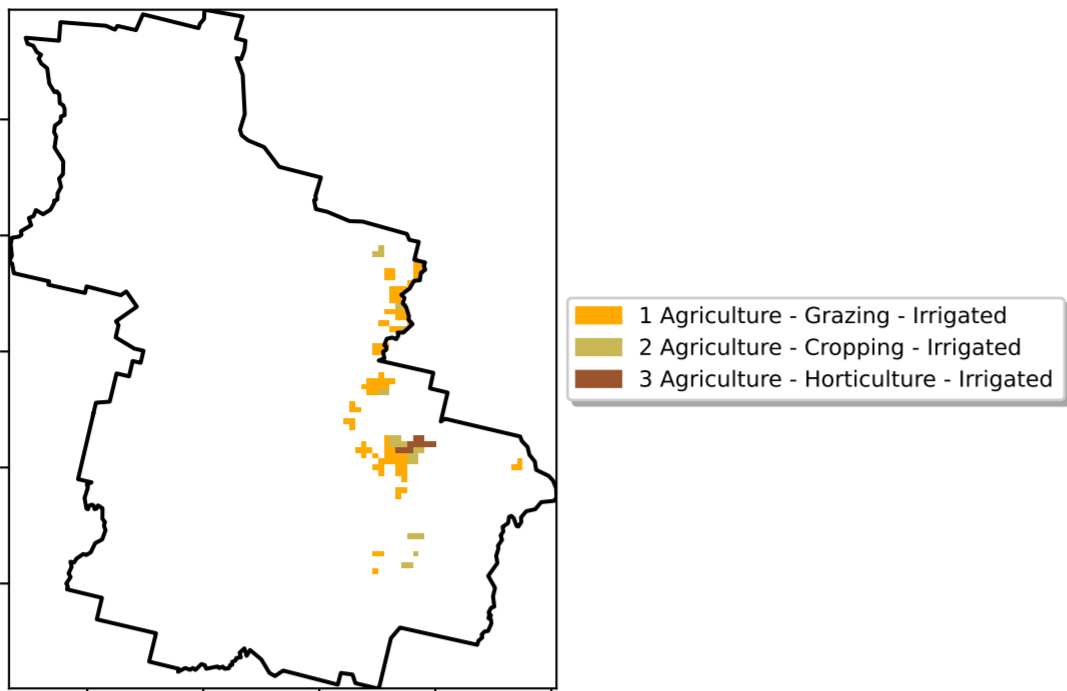 1 Agriculture - Grazing - Irrigated
2 Agriculture - Cropping - Irrigated
3 Agriculture - Horticulture - Irrigated